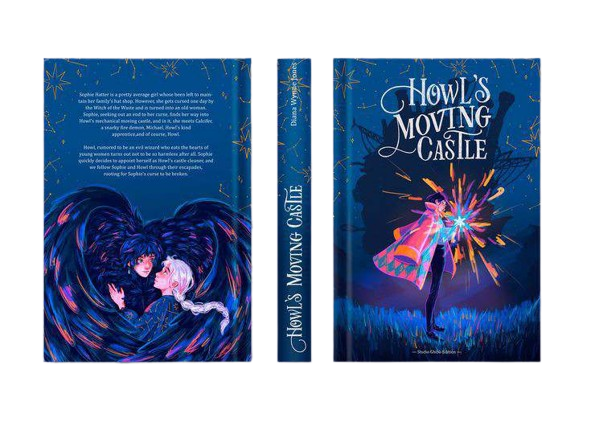 Sophie Hatter is a pretty average girl whose been left to main-
tain her family's hat shop. However, she gets cursed one day by
the Witch of the Waste and is turned into an old woman.
Sophie, seeking out an end to her curse, finds her way into
Howl's mechanical moving castle, and in it, she meets Calcifer,
a snarky fire demon, Michael, Howl's kind
apprentice,and of course, Howl.
Howl, rumored to be an evil wizard who eats the hearts of
young women turns out not to be so harmless after all. Sophie
quickly decides to appoint herself as Howl's castle-cleaner, and
we follow Sophie and Howl through their escapades,
rooting for Sophie's curse to be broken.
Howl's Moving Castle
Diana Wynne Jones
Howl's
Moving
Castle
— Studio Ghibli Edition —